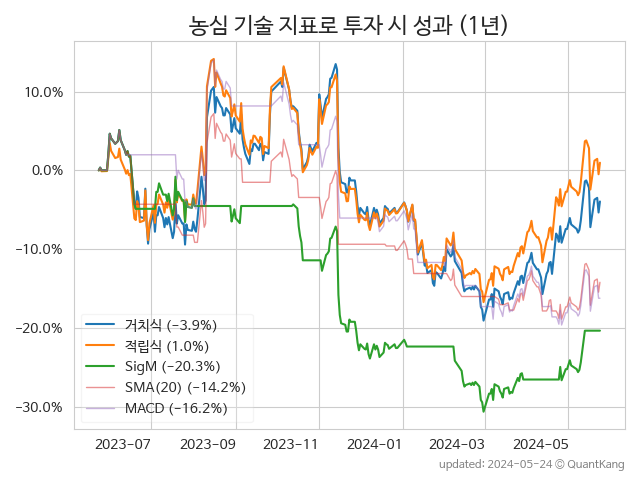 농심 기술 지표로 투자 시 성과 (1년)
10.0%
0.0%
−10.0%
−20.0%
−30.0%
거치식 (−3.9%)
적립식 (1.0%)
SigM (−20.3%)
SMA(20) (−14.2%)
MACD (−16.2%)
2023−07
2023−09
2023−11
2024−01
2024−03
2024−05
updated: 2024-05-24 © QuantKang